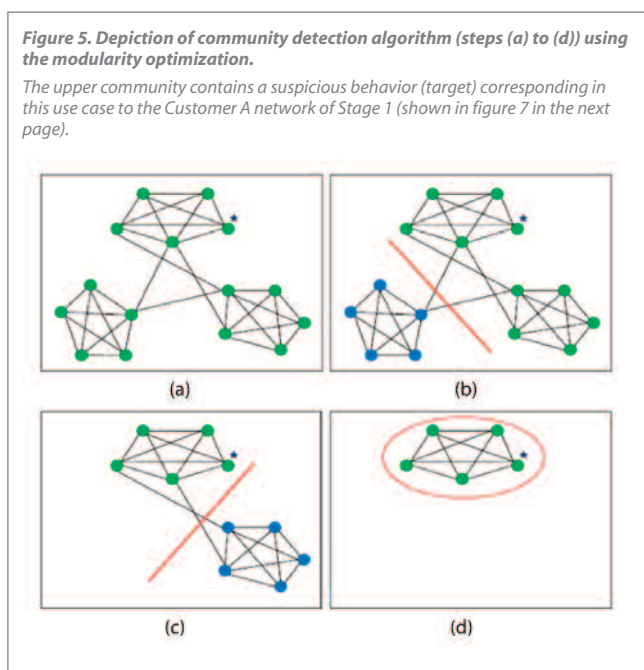 Figure 5. Depiction of community detection algorithm (steps (a) to (d)) using
the modularity optimization.
The upper community contains a suspicious behavior (target) corresponding in
this use case to the Customer A network of Stage 1 (shown in figure 7 in the next
page).
(a)
(b)
(c)
(d)